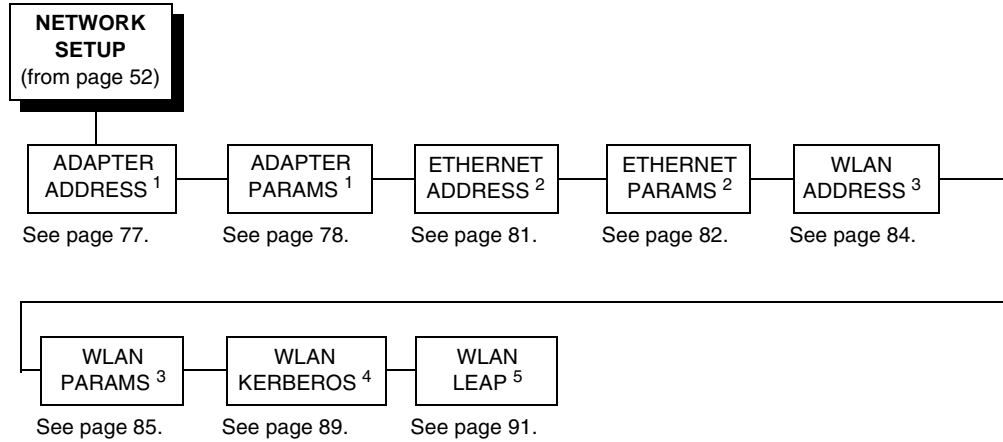 NETWORK
SETUP
(from page 52)
ADAPTER
ADDRESS 1
See page 77.
ADAPTER
PARAMS 1
See page 78.
ETHERNET
ADDRESS 2
See page 81.
ETHERNET
PARAMS 2
See page 82.
WLAN
ADDRESS 3
See page 84.
WLAN
PARAMS 3
See page 85.
WLAN
KERBEROS 4
See page 89.
WLAN
LEAP 5
See page 91.